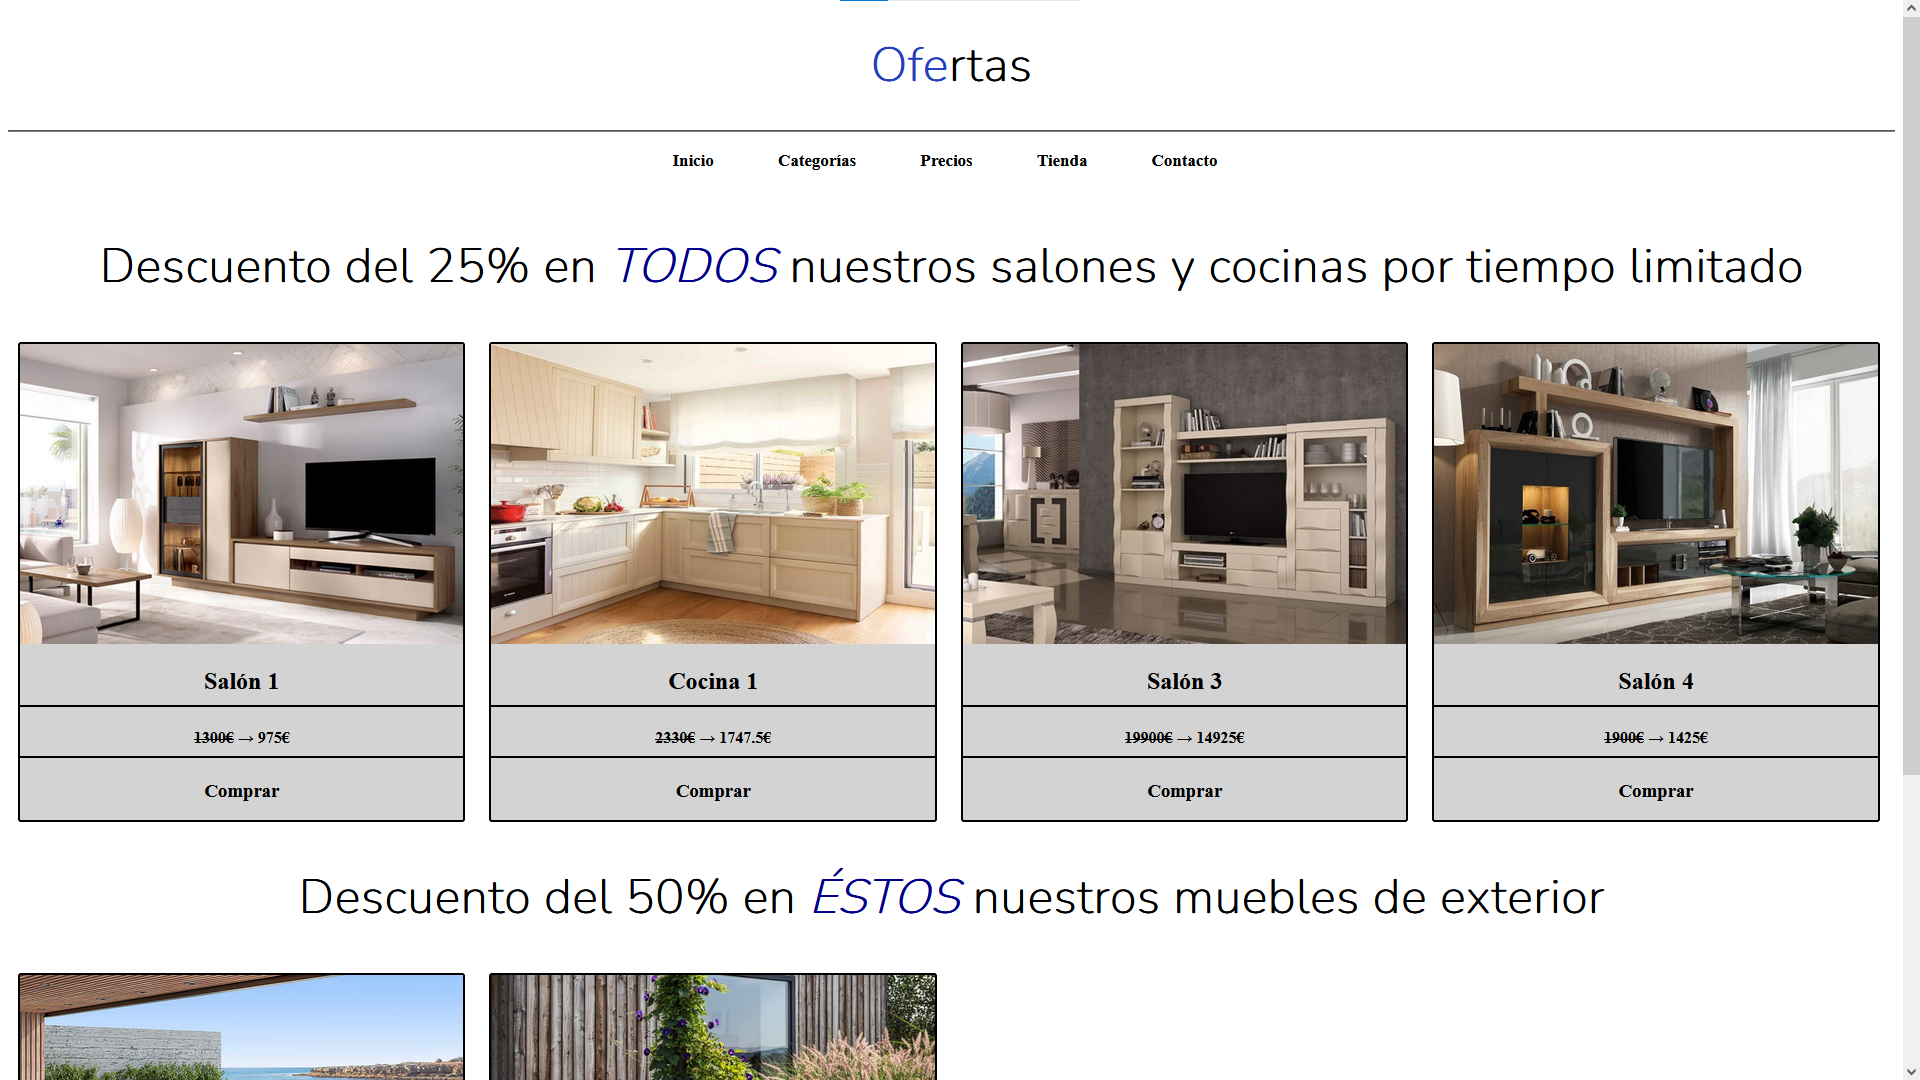 Ofertas
Inicio Categorías Precios Tienda Contacto
Descuento del 25% en TODOS nuestros salones y cocinas por tiempo limitado
Salón 1 Cocina 1 Salón 3 Salón 4
1300€ → 975€ 2330€ → 1747.5€ 19900€ → 14925€ 1900€ → 1425€
Comprar Comprar Comprar Comprar
Descuento del 50% en ÉSTOS nuestros muebles de exterior